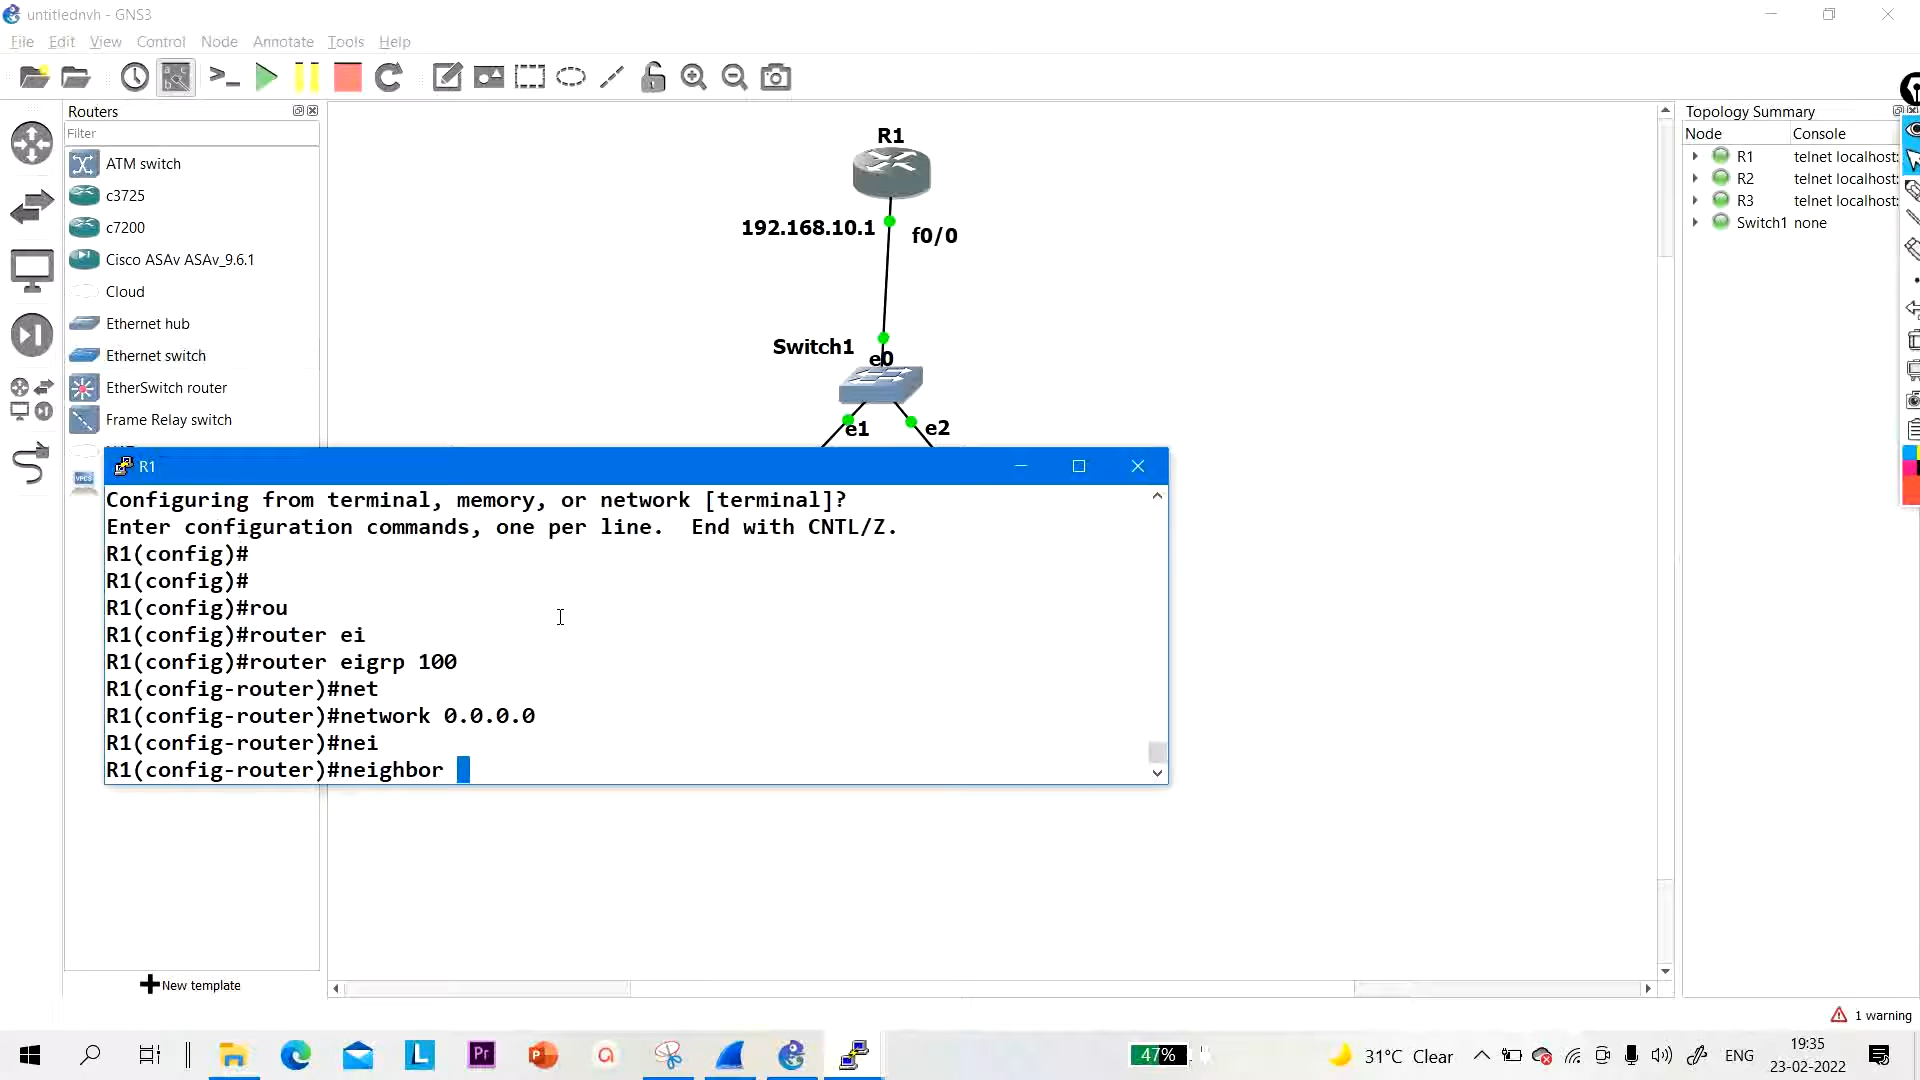 untitlednvh - GNS3
File Edit View Control Node Annotate Tools Help
Routers
Filter
ATM switch
c3725
c7200
Cisco ASAv ASAv_9.6.1
Cloud
Ethernet hub
Ethernet switch
EtherSwitch router
Frame Relay switch
VPCS
New template
R1
192.168.10.1
f0/0
Switch1
e0
e1
e2
R1
Configuring from terminal, memory, or network [terminal]?
Enter configuration commands, one per line.  End with CNTL/Z.
R1(config)#
R1(config)#
R1(config)#rou
R1(config)#router ei
R1(config)#router eigrp 100
R1(config-router)#net
R1(config-router)#network 0.0.0.0
R1(config-router)#nei
R1(config-router)#neighbor
Topology Summary
Node Console
R1 telnet localhost:
R2 telnet localhost:
R3 telnet localhost:
Switch1 none
1 warning
L
Pr
P
a
47%
31°C Clear
ENG
19:35
23-02-2022